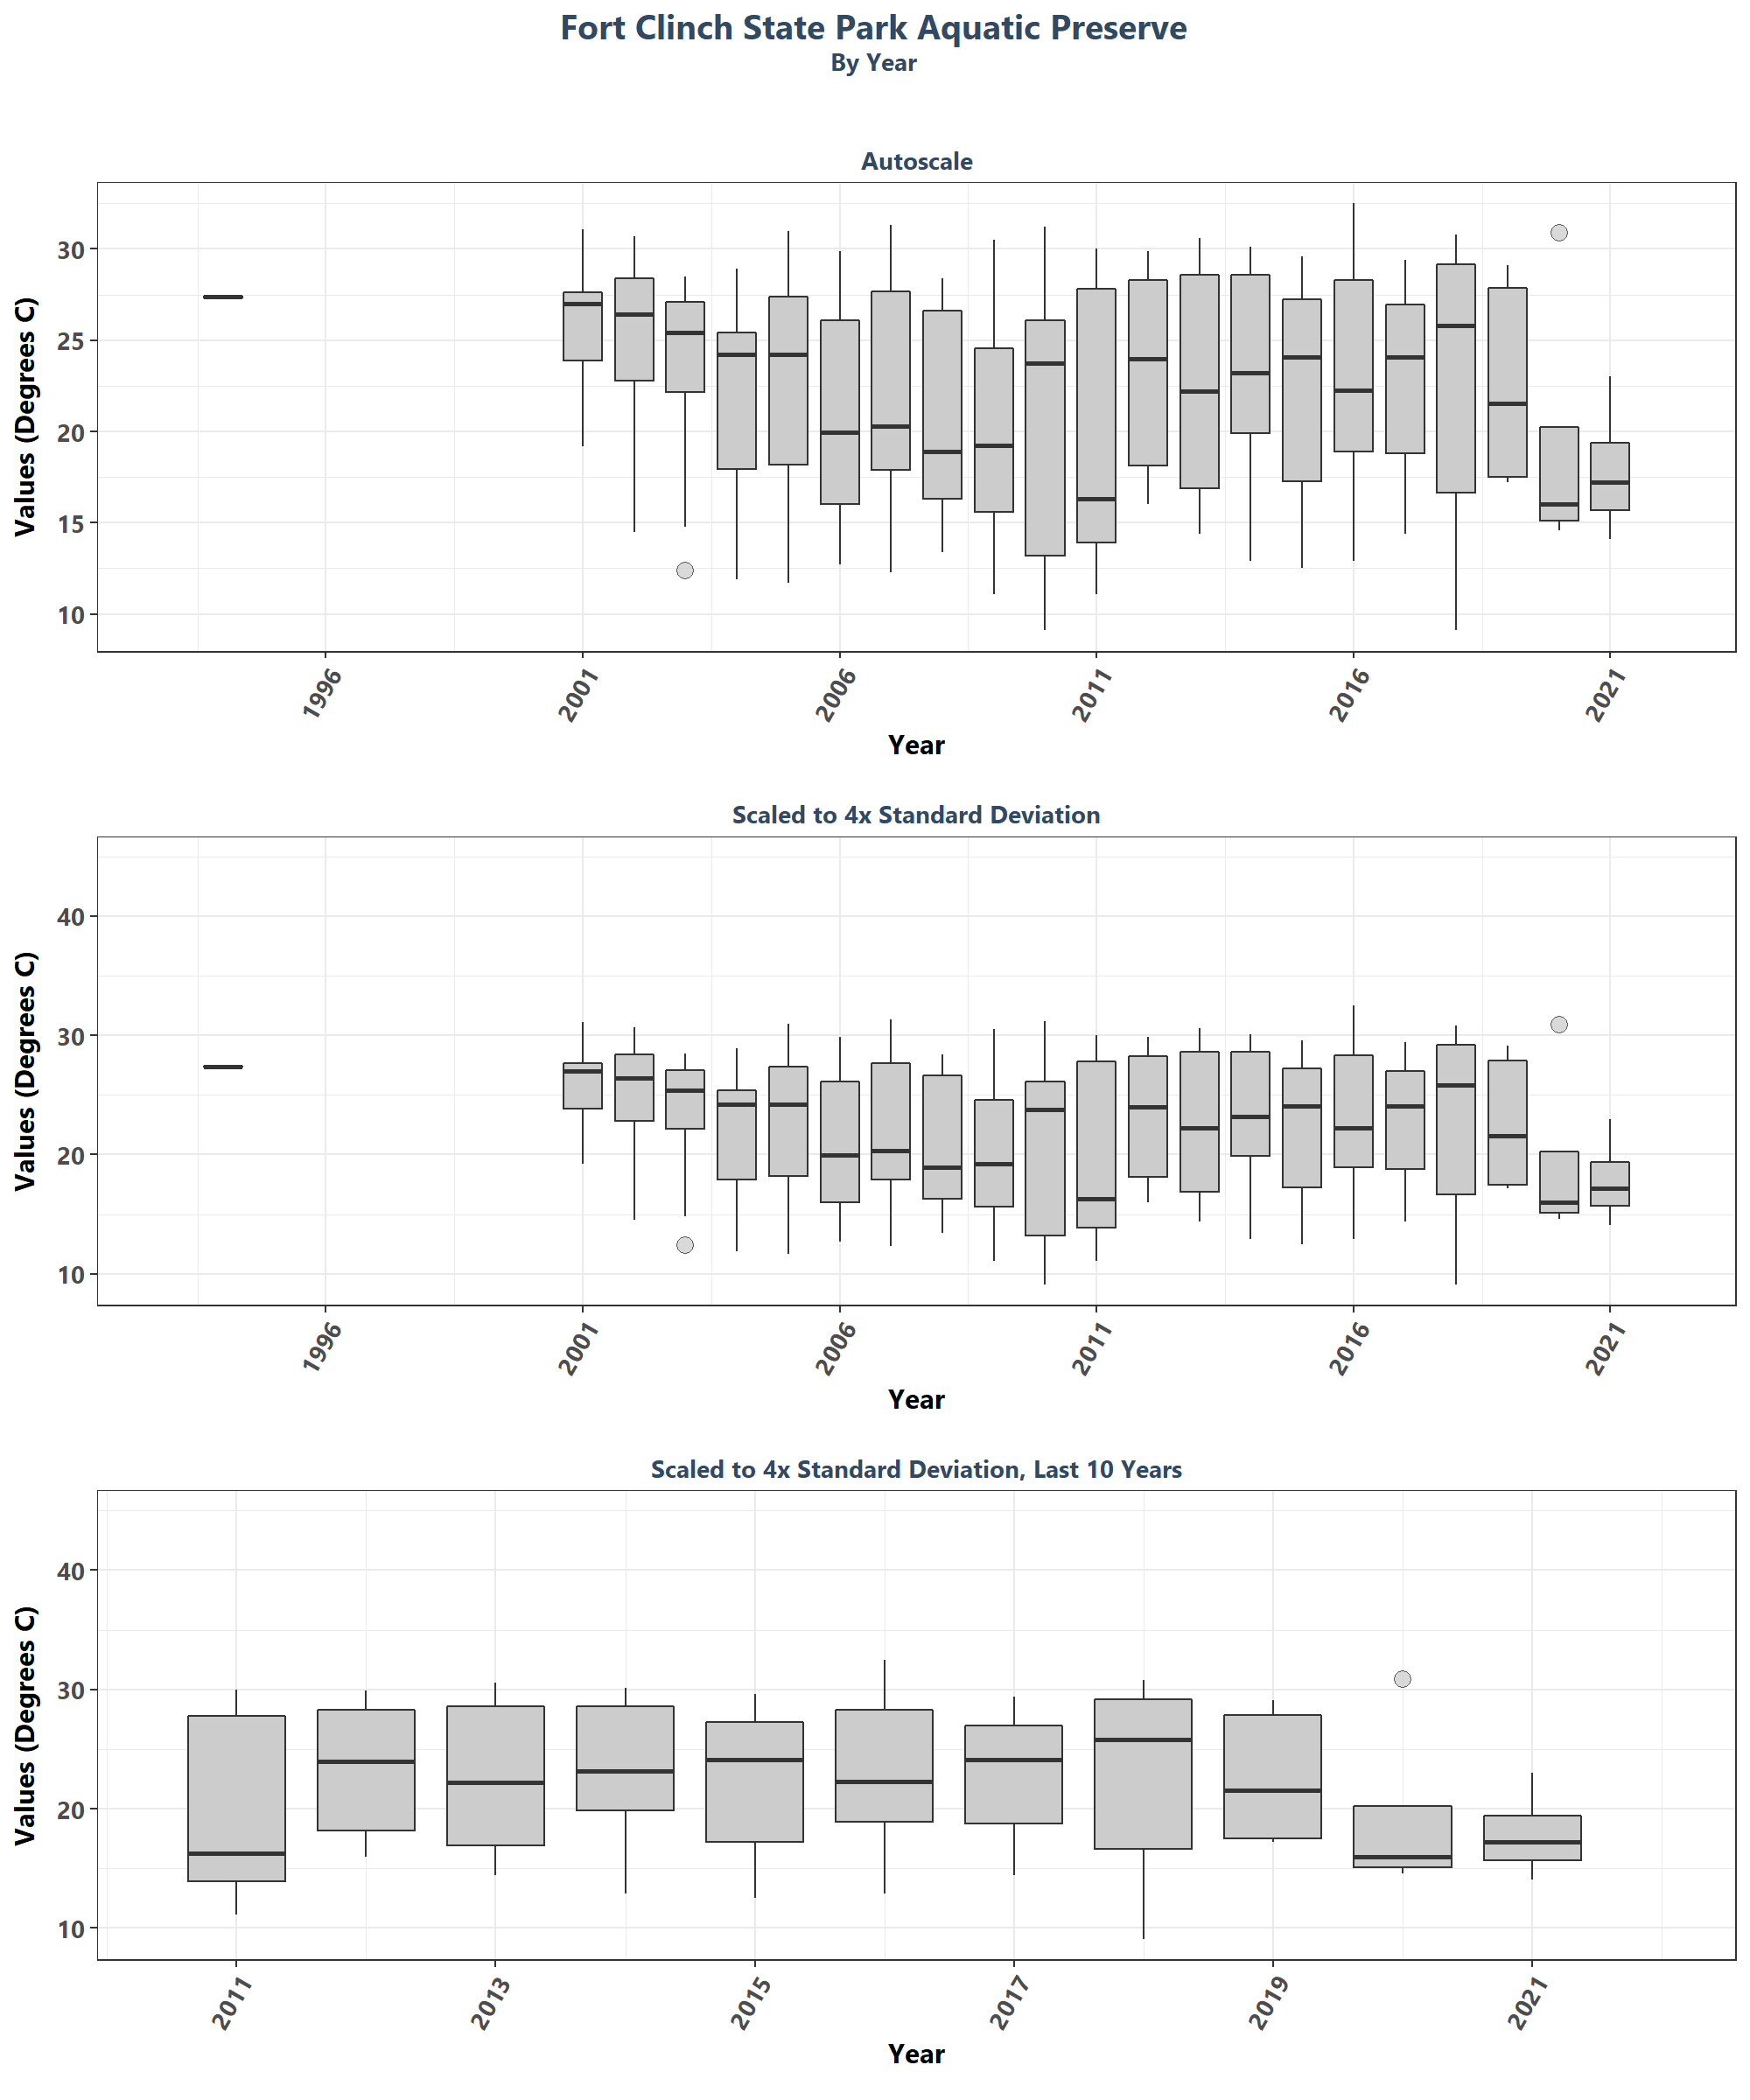 Fort Clinch State Park Aquatic Preserve
By Year
Autoscale
Values (Degrees C)
30
25
20
15
10
1996
2001
2006
2011
2016
2021
Year
Scaled to 4x Standard Deviation
Values (Degrees C)
40
30
20
10
1996
2001
2006
2011
2016
2021
Year
Scaled to 4x Standard Deviation, Last 10 Years
Values (Degrees C)
40
30
20
10
2011
2013
2015
2017
2019
2021
Year